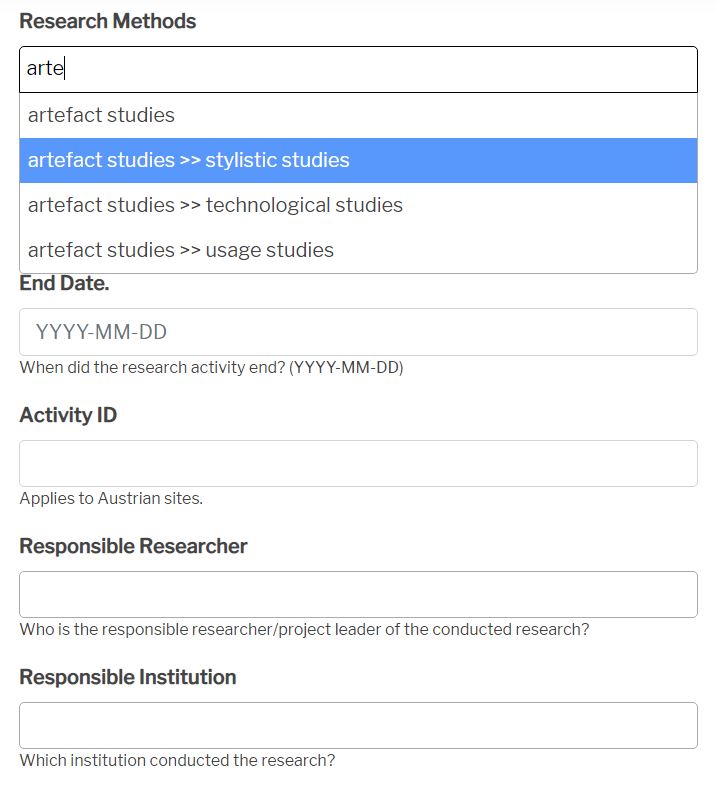 Research Methods
arte
artefact studies
artefact studies >> stylistic studies
artefact studies >> technological studies
artefact studies >> usage studies
End Date.
YYYY-MM-DD
When did the research activity end? (YYYY-MM-DD)
Activity ID
Applies to Austrian sites.
Responsible Researcher
Who is the responsible researcher/project leader of the conducted research?
Responsible Institution
Which institution conducted the research?